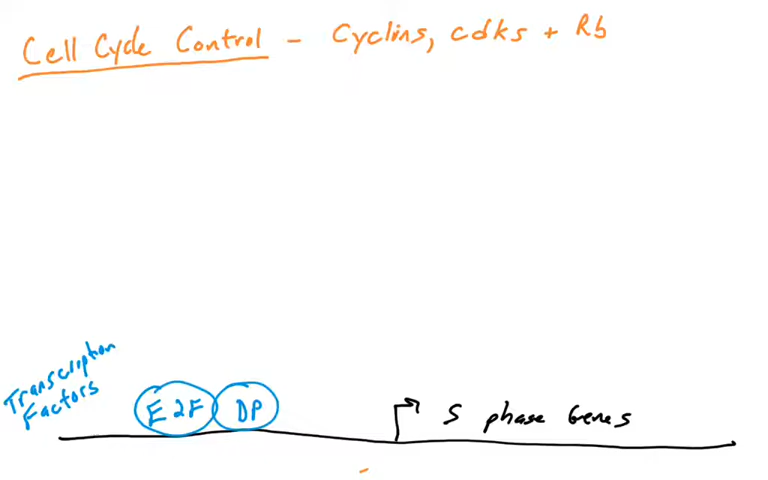 Cell Cycle Control - Cyclins, cdks + Rb
Transcription
Factors
E2F DP
S phase Genes